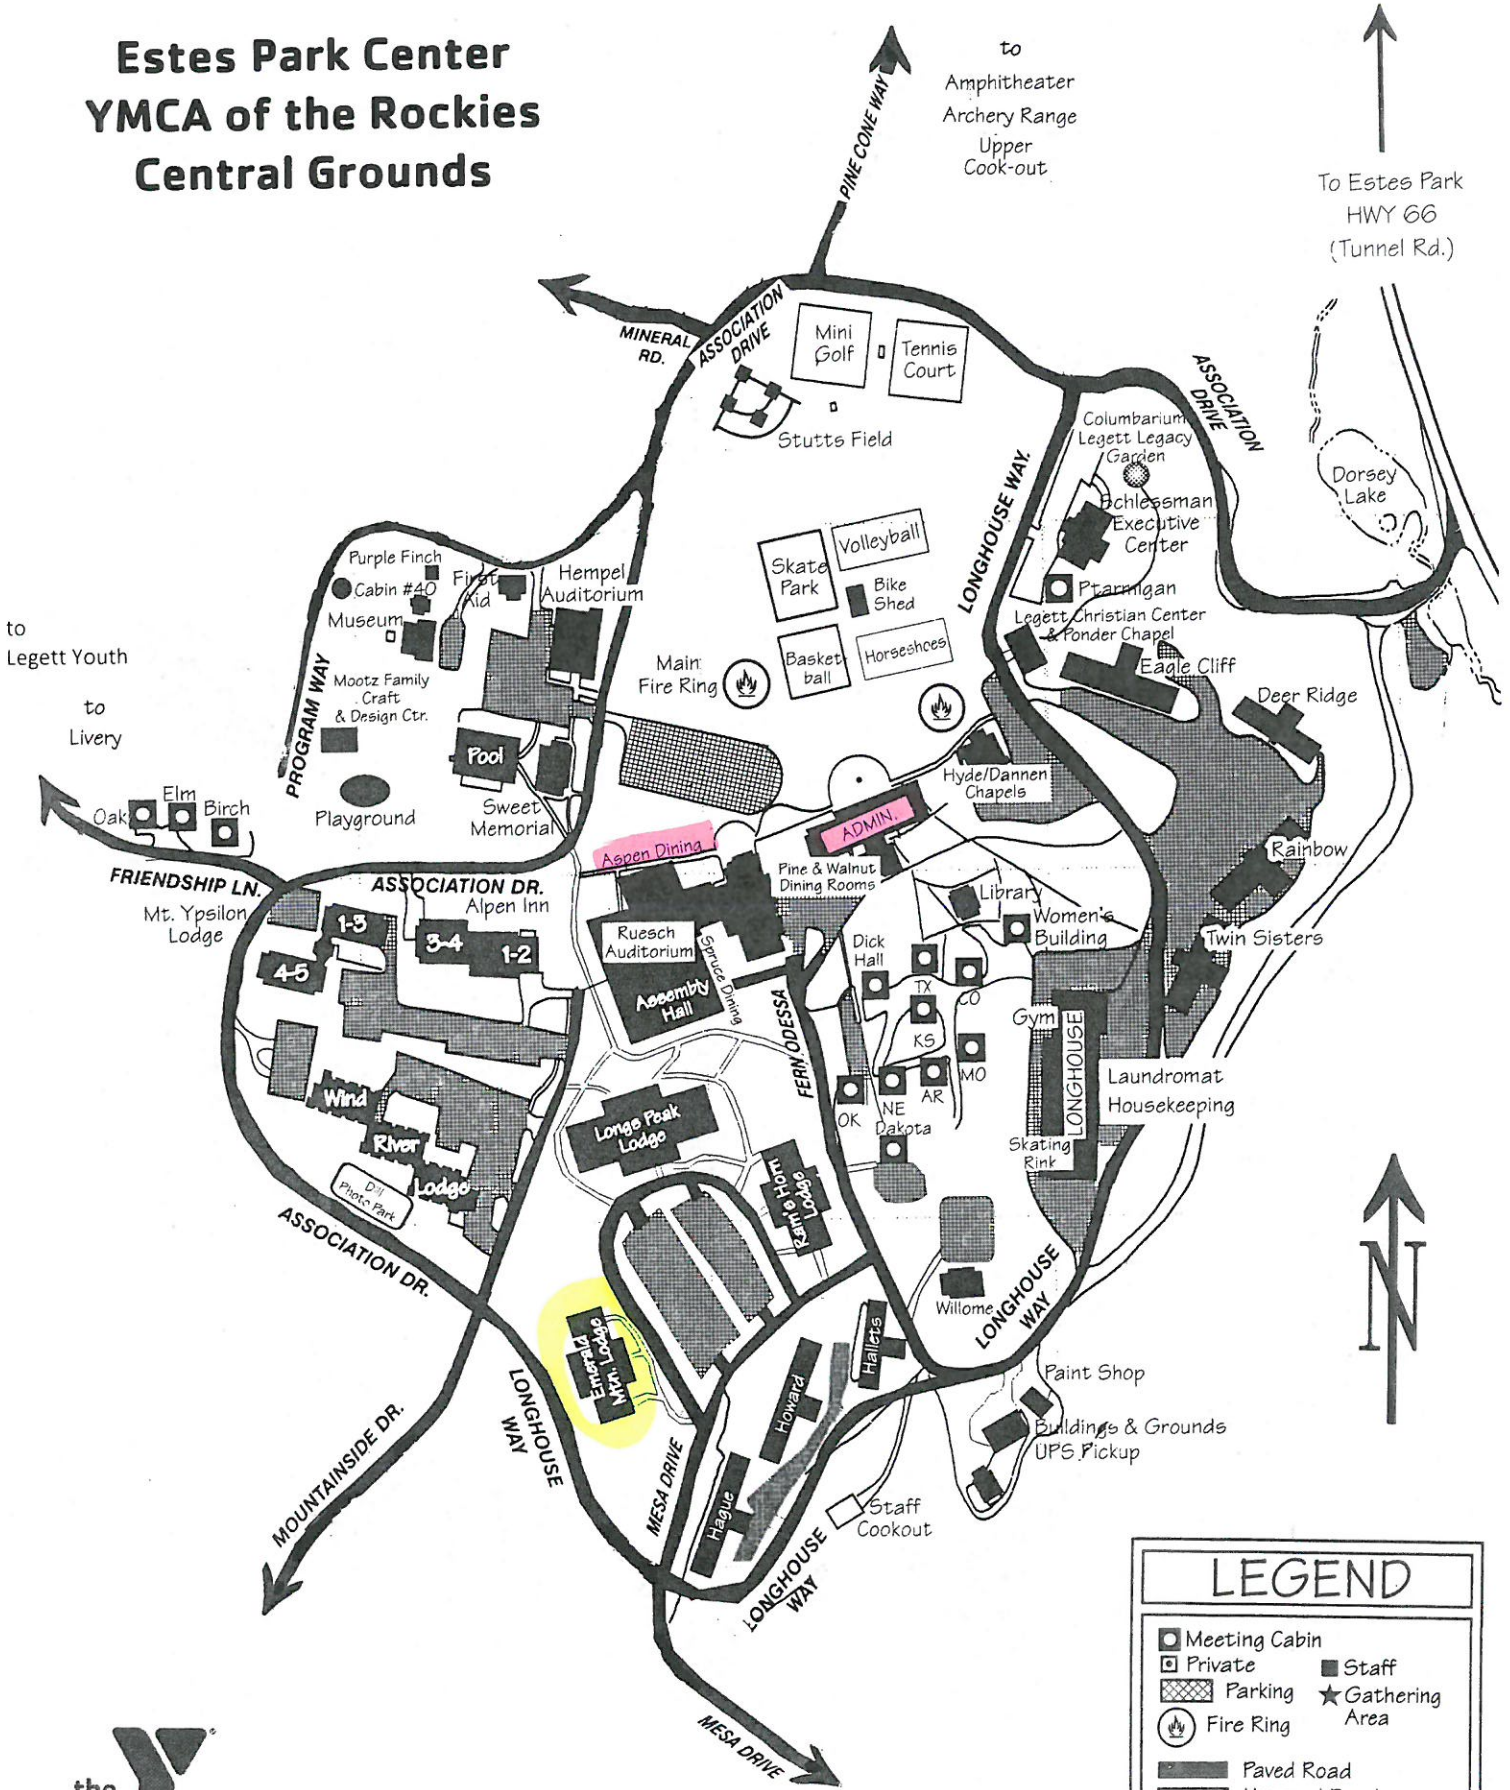 Estes Park Center
YMCA of the Rockies
Central Grounds
to
Amphitheater
Archery Range
Upper
Cook-out
PINE CONE WAY
To Estes Park
HWY 66
(Tunnel Rd.)
MINERAL
RD.
ASSOCIATION
DRIVE
Mini
Golf
Tennis
Court
Stutts Field
ASSOCIATION
DRIVE
Columbarium
Legett Legacy
Garden
Dorsey
Lake
LONGHOUSE WAY.
Schlessman
Executive
Center
Volleyball
Skate
Park
Bike
Shed
Ptarmigan
Legett Christian Center
& Ponder Chapel
Purple Finch
Cabin #40
First
Aid
Hempel
Auditorium
Museum
to
Legett Youth
to
Livery
Main
Fire Ring
Basket-
ball
Horseshoes
Eagle Cliff
Deer Ridge
PROGRAM WAY
Mootz Family
Craft
& Design Ctr.
Pool
Hyde/Dannen
Chapels
Oak
Elm
Birch
Playground
Sweet
Memorial
ADMIN.
Aspen Dining
Rainbow
FRIENDSHIP LN.
ASSOCIATION DR.
Pine & Walnut
Dining Rooms
Library
Mt. Ypsilon
Lodge
Alpen Inn
1-3
3-4
1-2
4-5
Ruesch
Auditorium
Spruce Dining
Assembly
Hall
Dick
Hall
Women's
Building
Twin Sisters
TX
CO
KS
MO
FERN ODESSA
Gym
LONGHOUSE
Laundromat
Housekeeping
OK
NE
AR
Dakota
Skating
Rink
Wind
River
Lodge
Longs Peak
Lodge
Ram's Horn
Lodge
Dill
Photo Park
ASSOCIATION DR.
Willome
LONGHOUSE
WAY
N
Emerald
Mtn. Lodge
Hallets
Howard
Paint Shop
Buildings & Grounds
UPS Pickup
LONGHOUSE
WAY
MOUNTAINSIDE DR.
MESA DRIVE
Hague
Staff
Cookout
LONGHOUSE
WAY
MESA DRIVE
LEGEND
Meeting Cabin
Private
Staff
Parking
Gathering
Area
Fire Ring
Paved Road
the